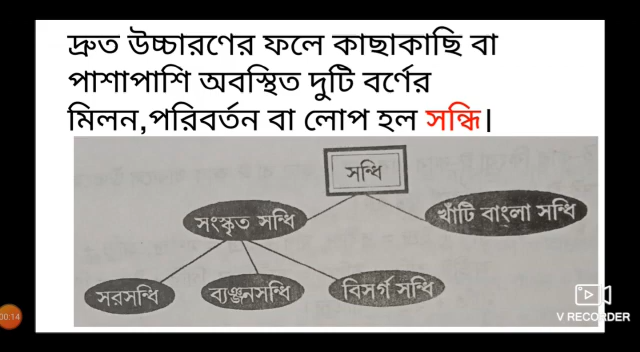 দ্রুত উচ্চারণের ফলে কাছাকাছি বা
পাশাপাশি অবস্থিত দুটি বর্ণের
মিলন,পরিবর্তন বা লোপ হল সন্ধি।
সন্ধি
সংস্কৃত সন্ধি
খাঁটি বাংলা সন্ধি
সরসন্ধি
ব্যঞ্জনসন্ধি
বিসর্গ সন্ধি
00:14
V RECORDER